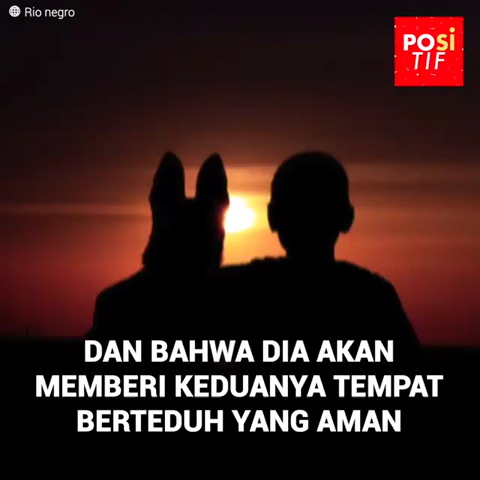 Rio negro
POSi
TIF
DAN BAHWA DIA AKAN
MEMBERI KEDUANYA TEMPAT
BERTEDUH YANG AMAN